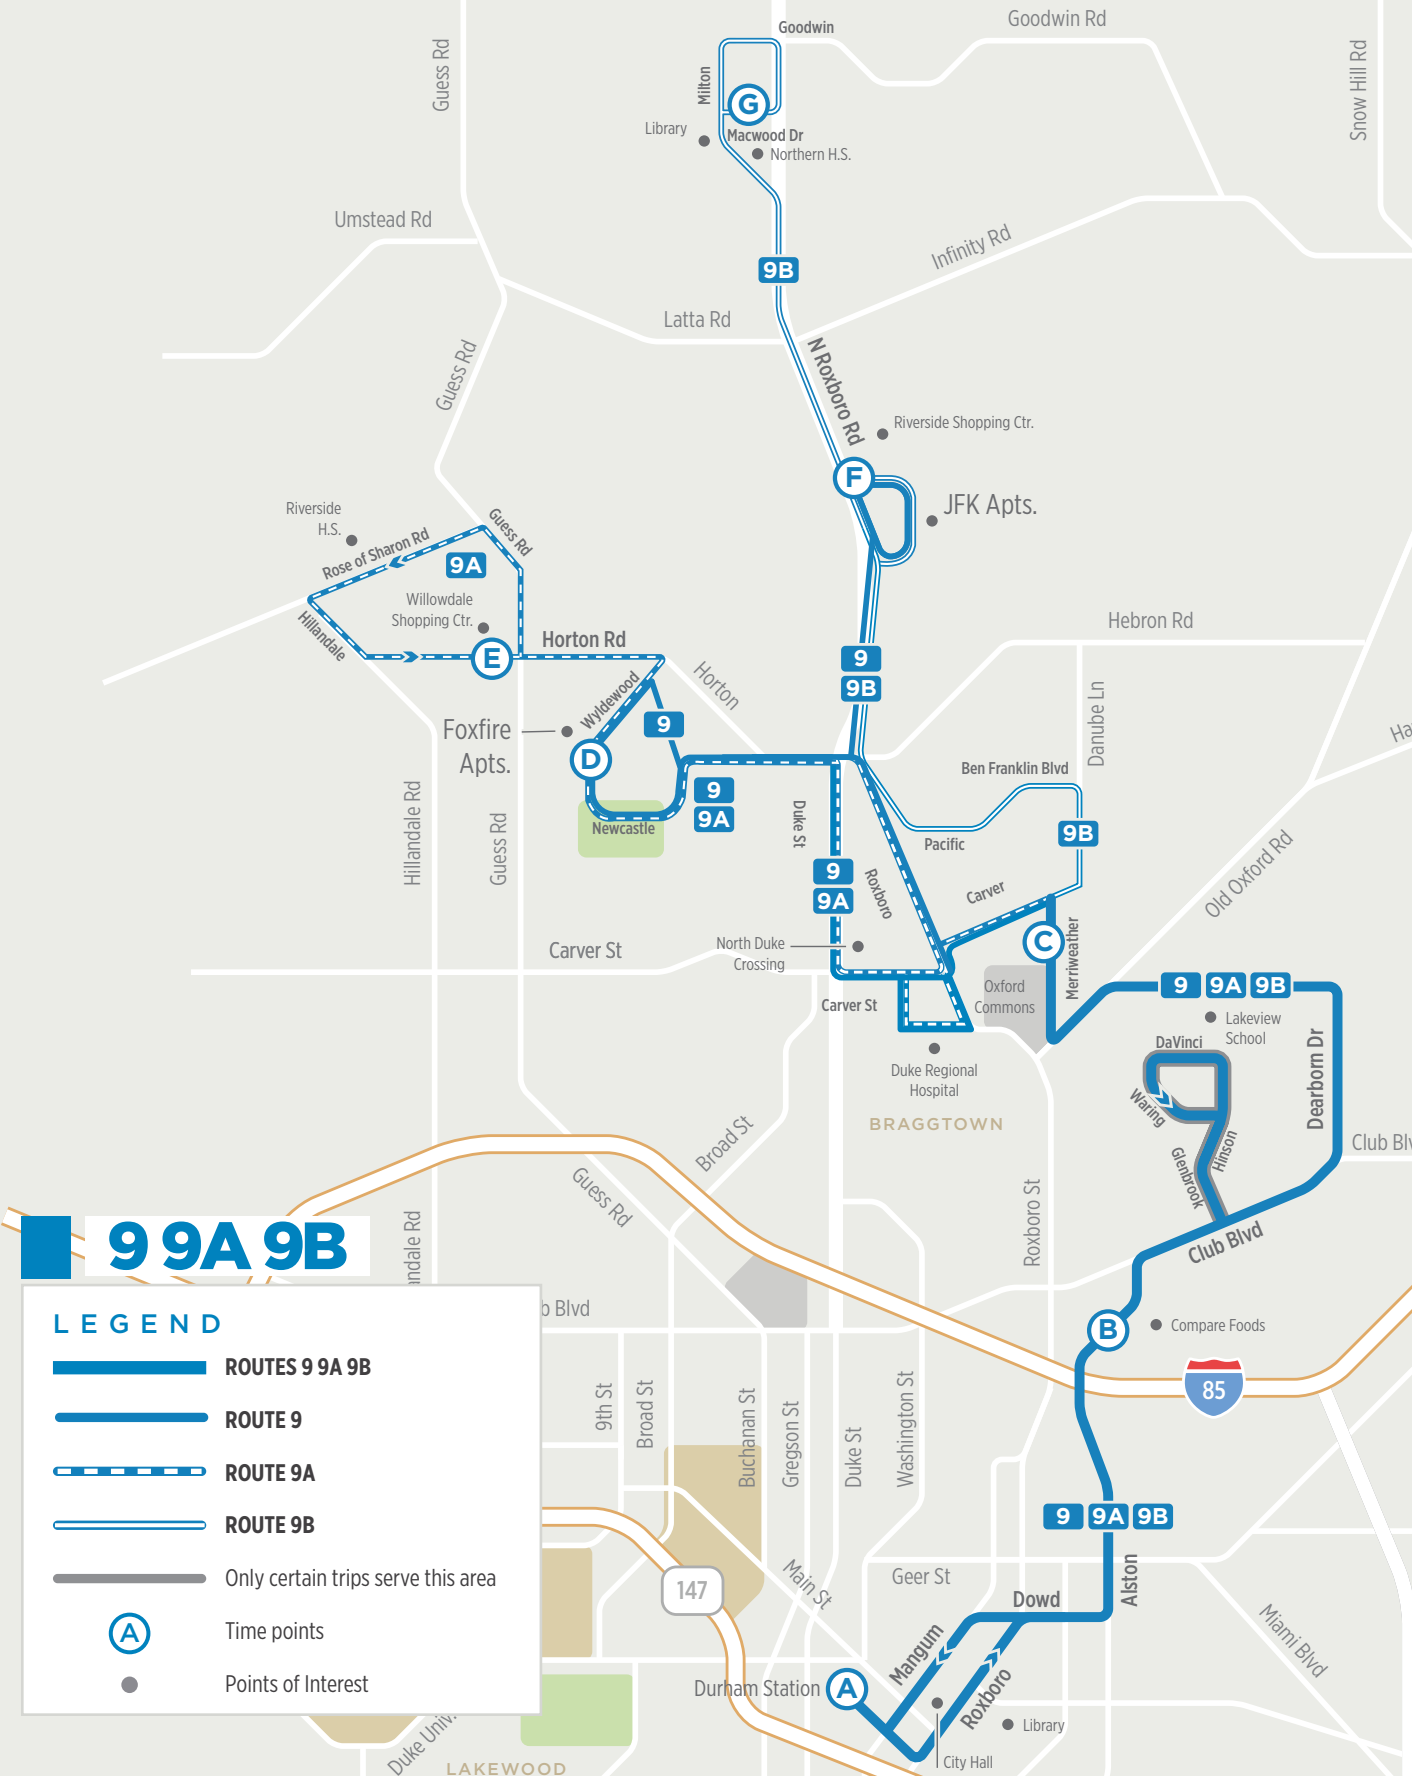 Goodwin
Goodwin Rd
Guess Rd
Snow Hill Rd
Milton
G
Library
Macwood Dr
Northern H.S.
Umstead Rd
Infinity Rd
9B
Latta Rd
N Roxboro Rd
Guess Rd
Riverside Shopping Ctr.
F
JFK Apts.
Riverside
H.S.
Guess Rd
Rose of Sharon Rd
9A
Willowdale
Shopping Ctr.
Hillandale
E
Horton Rd
Hebron Rd
9
9B
Horton
Wyldewood
Danube Ln
Foxfire
Apts.
9
D
Ben Franklin Blvd
9
9A
Newcastle
Duke St
Hillandale Rd
Guess Rd
Pacific
9B
9
9A
Roxboro
Carver
Old Oxford Rd
Carver St
North Duke
Crossing
C
Merriweather
Carver St
Oxford
Commons
9 9A 9B
Lakeview
School
DaVinci
Duke Regional
Hospital
Dearborn Dr
BRAGGTOWN
Waring
Broad St
Hinson
Glenbrook
Club Blv
Guess Rd
Roxboro St
Club Blvd
9 9A 9B
andale Rd
b Blvd
B
Compare Foods
85
LEGEND
ROUTES 9 9A 9B
ROUTE 9
ROUTE 9A
ROUTE 9B
Only certain trips serve this area
A
Time points
Points of Interest
9th St
Broad St
Buchanan St
Gregson St
Duke St
Washington St
9 9A 9B
147
Main St
Geer St
Dowd
Alston
Miami Blvd
Mangum
Roxboro
Durham Station
A
Library
City Hall
Duke Univ.
LAKEWOOD